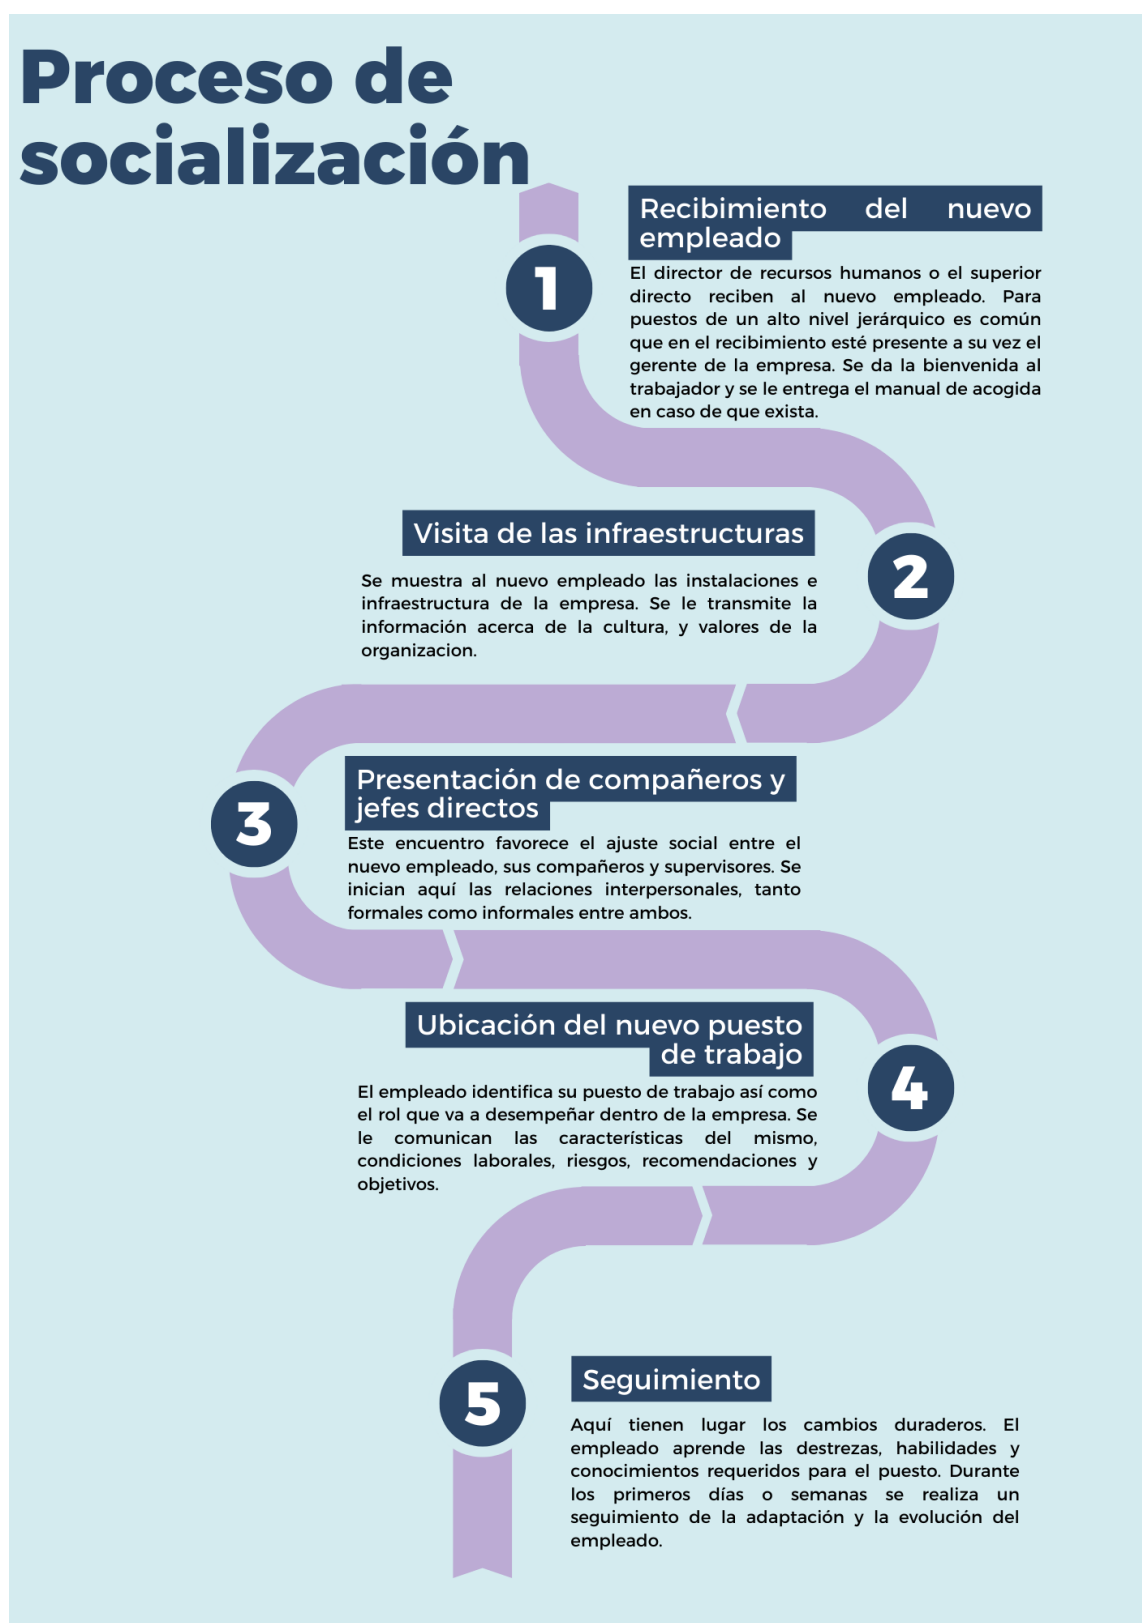 Proceso de
socialización
1
Recibimiento del nuevo
empleado
El director de recursos humanos o el superior
directo reciben al nuevo empleado. Para
puestos de un alto nivel jerárquico es común
que en el recibimiento esté presente a su vez el
gerente de la empresa. Se da la bienvenida al
trabajador y se le entrega el manual de acogida
en caso de que exista.
Visita de las infraestructuras
2
Se muestra al nuevo empleado las instalaciones e
infraestructura de la empresa. Se le transmite la
información acerca de la cultura, y valores de la
organizacion.
3
Presentación de compañeros y
jefes directos
Este encuentro favorece el ajuste social entre el
nuevo empleado, sus compañeros y supervisores. Se
inician aquí las relaciones interpersonales, tanto
formales como informales entre ambos.
Ubicación del nuevo puesto
de trabajo
4
El empleado identifica su puesto de trabajo así como
el rol que va a desempeñar dentro de la empresa. Se
le comunican las características del mismo,
condiciones laborales, riesgos, recomendaciones y
objetivos.
5
Seguimiento
Aquí tienen lugar los cambios duraderos. El
empleado aprende las destrezas, habilidades y
conocimientos requeridos para el puesto. Durante
los primeros días o semanas se realiza un
seguimiento de la adaptación y la evolución del
empleado.